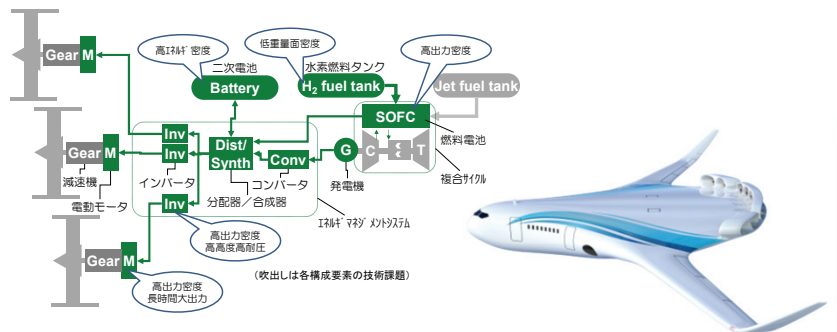 高エネルギ密度
低重量面密度
高出力密度
二次電池
水素燃料タンク
Gear M
Battery
H2 fuel tank
Jet fuel tank
SOFC
燃料電池
Inv
Dist/
Synth
Gear M
Inv
Conv
G
C
T
減速機
インバータ
コンバータ
発電機
複合サイクル
電動モータ
分配器/合成器
Inv
エネルギマネジメントシステム
高出力密度
高高度高耐圧
Gear M
(吹出しは各構成要素の技術課題)
高出力密度
長時間大出力